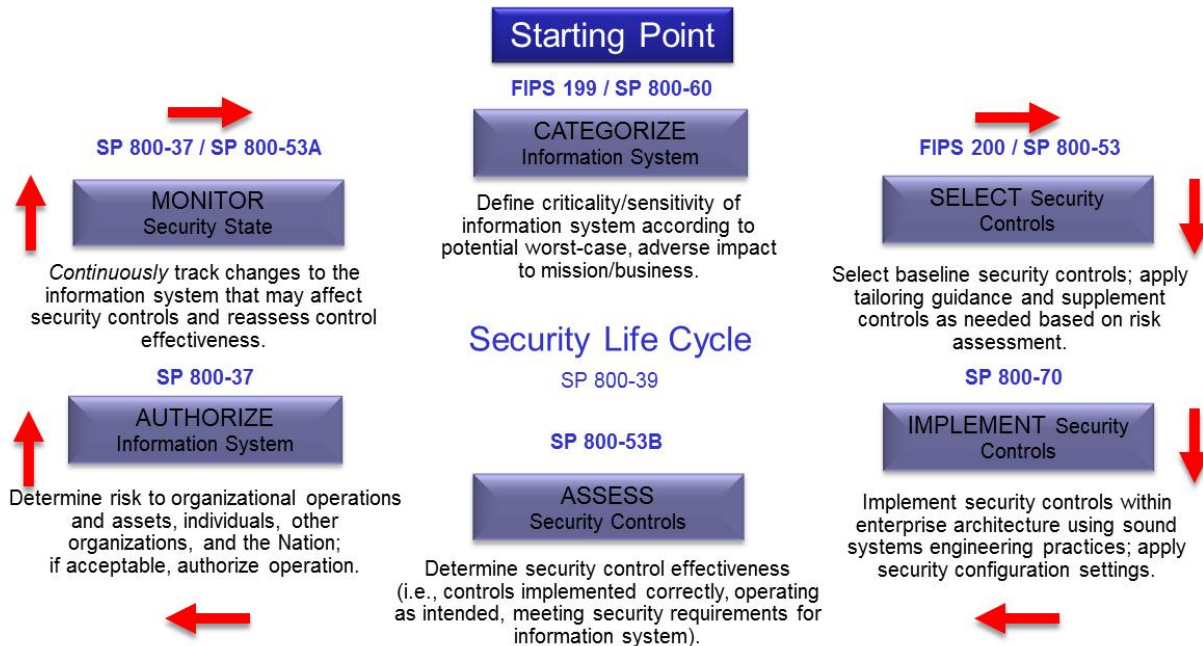 Starting Point
FIPS 199 / SP 800-60
CATEGORIZE
Information System
Define criticality/sensitivity of
information system according to
potential worst-case, adverse impact
to mission/business.
FIPS 200 / SP 800-53
SELECT Security
Controls
Select baseline security controls; apply
tailoring guidance and supplement
controls as needed based on risk
assessment.
SP 800-70
IMPLEMENT Security
Controls
Implement security controls within
enterprise architecture using sound
systems engineering practices; apply
security configuration settings.
SP 800-53B
ASSESS
Security Controls
Determine security control effectiveness
(i.e., controls implemented correctly, operating
as intended, meeting security requirements for
information system).
SP 800-37
AUTHORIZE
Information System
Determine risk to organizational operations
and assets, individuals, other
organizations, and the Nation;
if acceptable, authorize operation.
SP 800-37 / SP 800-53A
MONITOR
Security State
Continuously track changes to the
information system that may affect
security controls and reassess control
effectiveness.
Security Life Cycle
SP 800-39